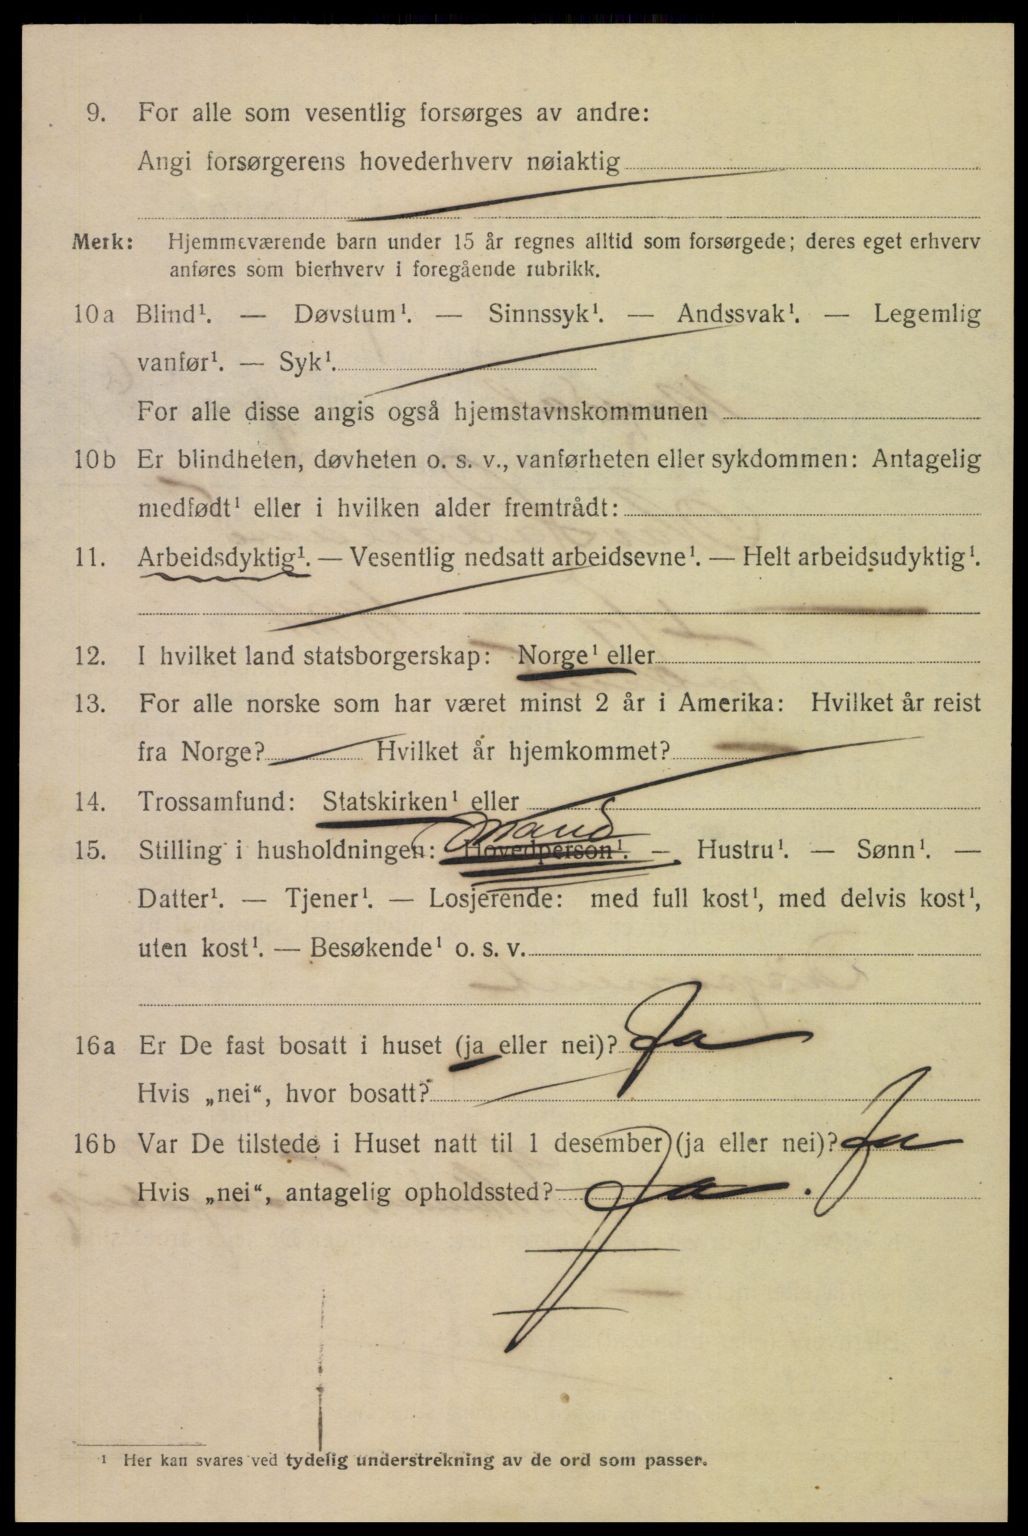 9. For alle som vesentlig forsørges av andre:
Angi forsørgerens hovederhverv nøiaktig
Merk: Hjemmeværende barn under 15 år regnes alltid som forsørgede; deres eget erhverv
anføres som bierhverv i foregående rubrikk.
10a Blind¹. — Døvstum¹. — Sinnssyk¹. — Andssvak¹. — Legemlig
vanfør¹. — Syk¹.
For alle disse angis også hjemstavnskommunen
10b Er blindheten, døvheten o. s. v., vanførheten eller sykdommen: Antagelig
medfødt¹ eller i hvilken alder fremtrådt:
11. Arbeidsdyktig¹. — Vesentlig nedsatt arbeidsevne¹. — Helt arbeidsudyktig¹.
12. I hvilket land statsborgerskap: Norge¹ eller
13. For alle norske som har været minst 2 år i Amerika: Hvilket år reist
fra Norge? Hvilket år hjemkommet?
14. Trossamfund: Statskirken¹ eller
Mand
15. Stilling i husholdningen: Hovedperson¹. — Hustru¹. — Sønn¹. —
Datter¹. — Tjener¹. — Losjerende: med full kost¹, med delvis kost¹,
uten kost¹. — Besøkende¹ o. s. v.
16a Er De fast bosatt i huset (ja eller nei)? Ja
Hvis „nei“, hvor bosatt?
16b Var De tilstede i Huset natt til 1 desember (ja eller nei)? Ja
Hvis „nei“, antagelig opholdssted? Ja.
¹ Her kan svares ved tydelig understrekning av de ord som passer.